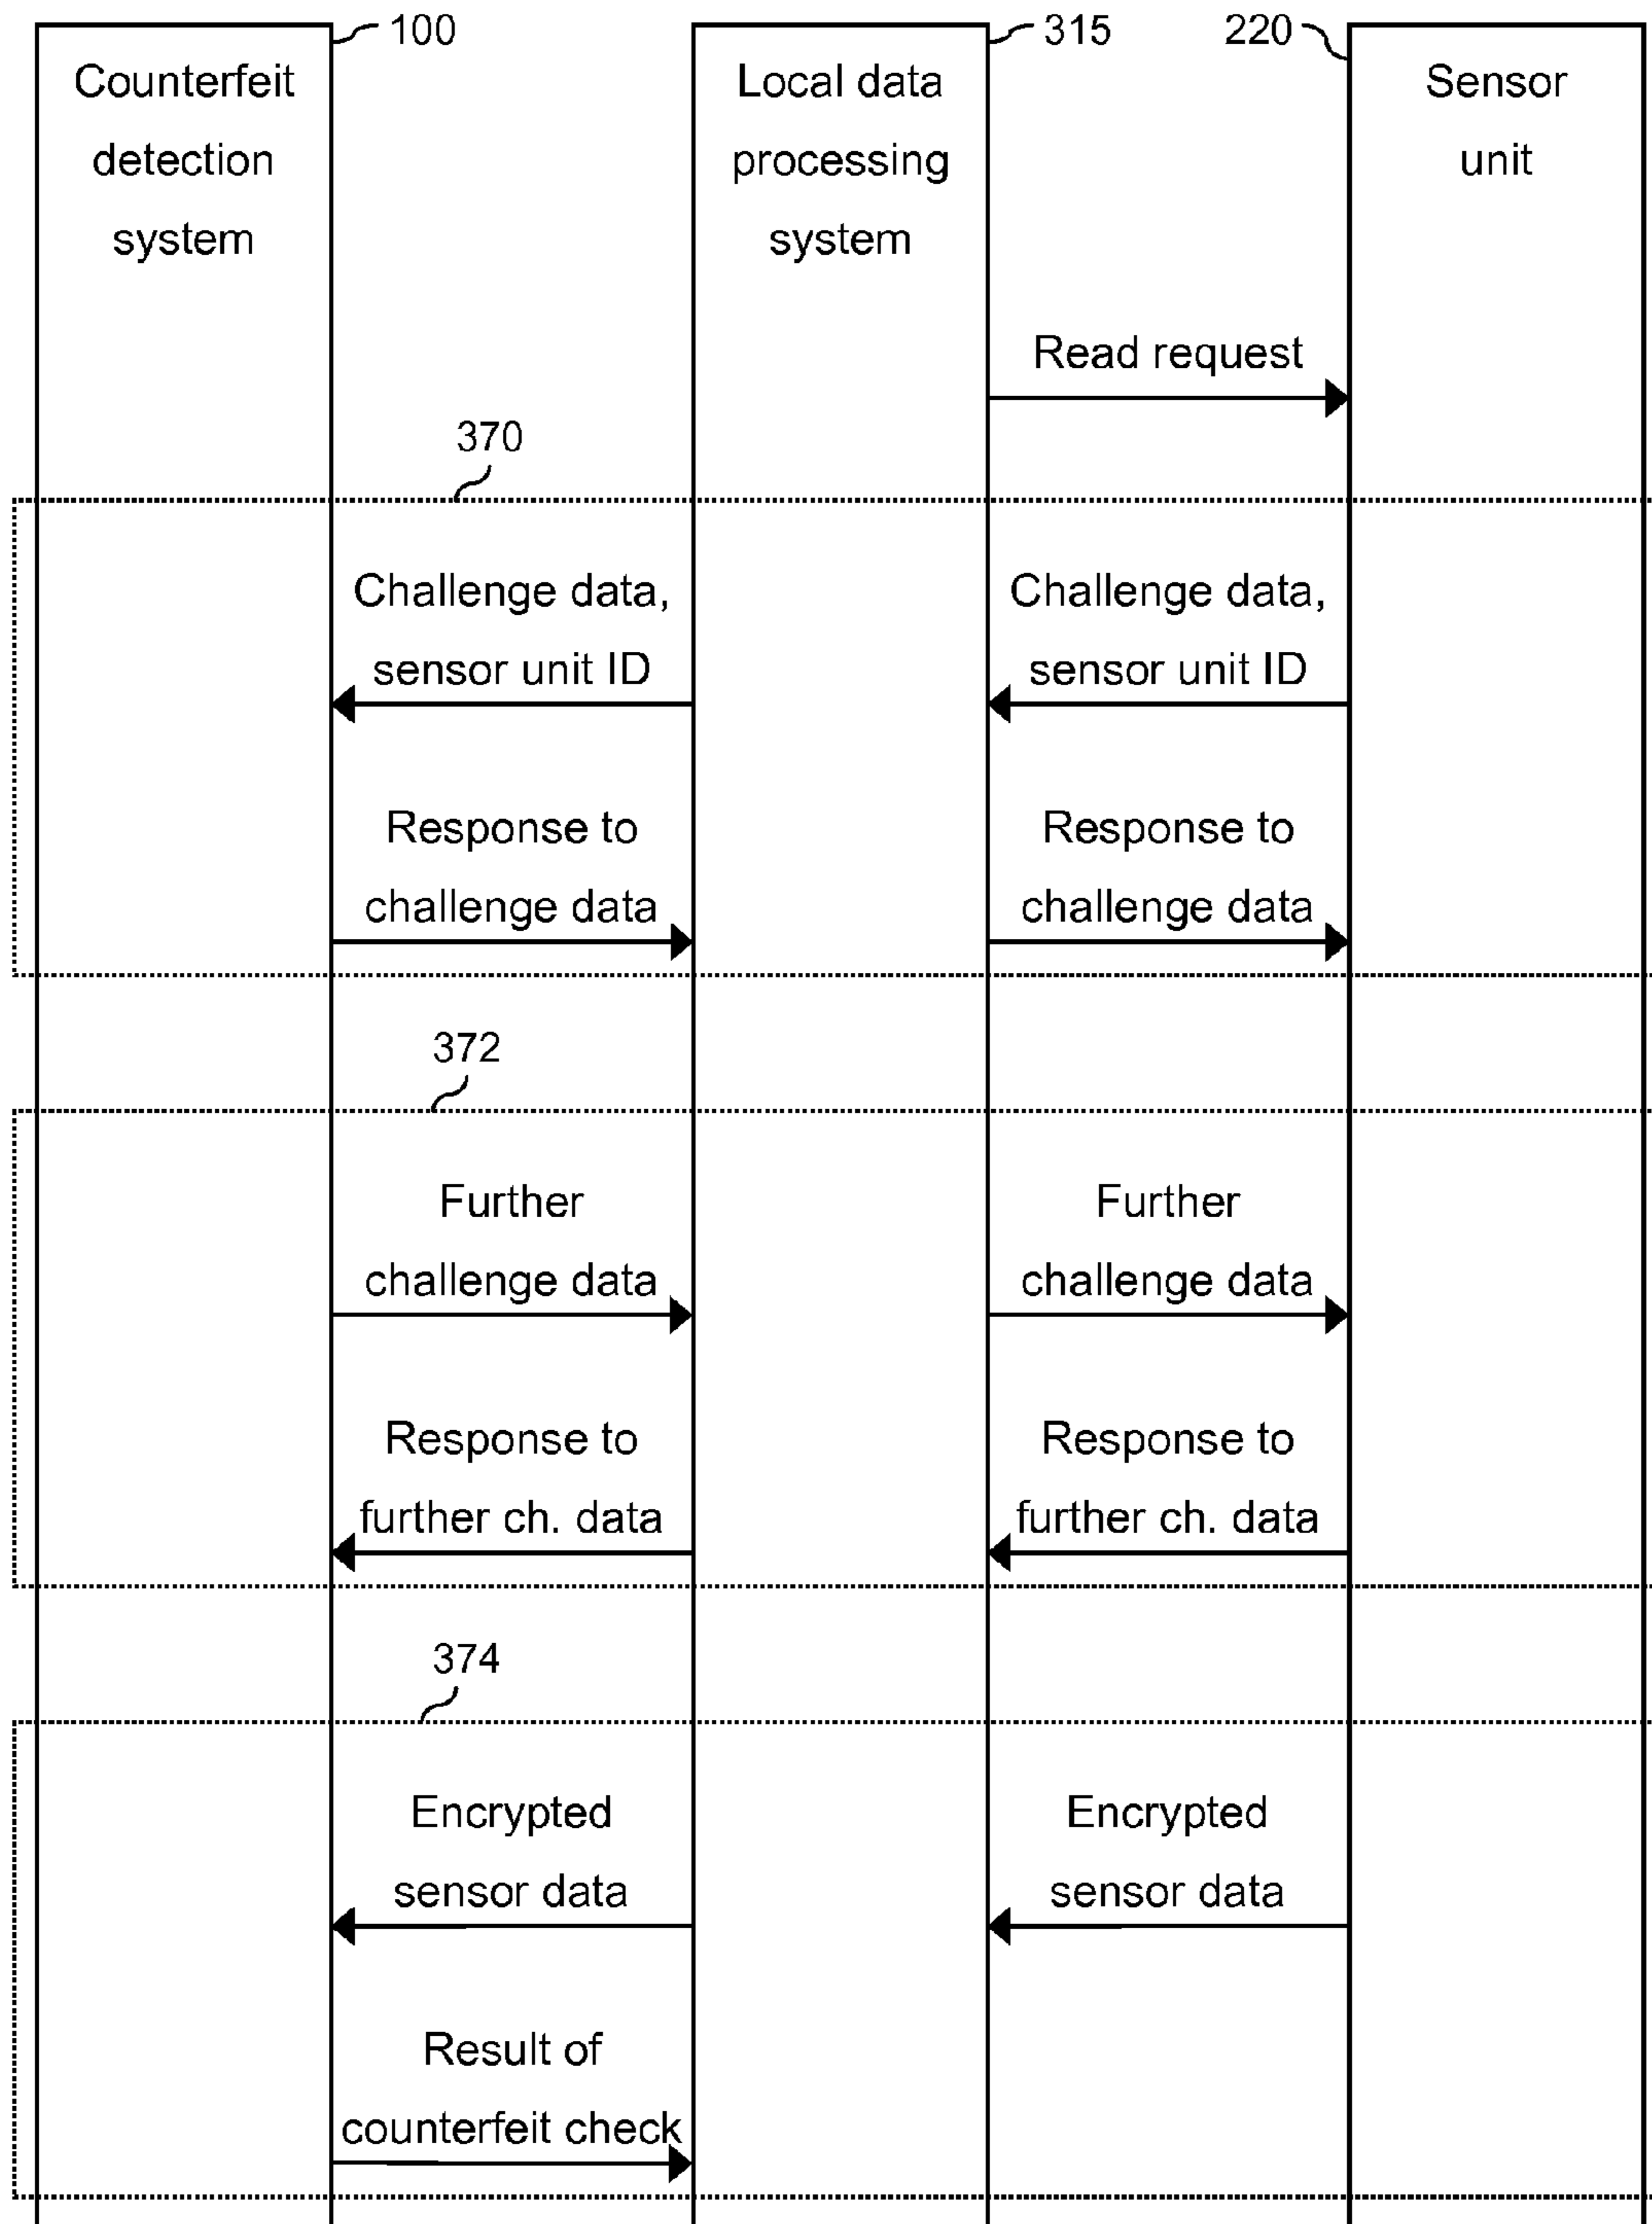 100
315
220
Counterfeit
detection
system
Local data
processing
system
Sensor
unit
Read request
370
Challenge data,
sensor unit ID
Challenge data,
sensor unit ID
Response to
challenge data
Response to
challenge data
372
Further
challenge data
Further
challenge data
Response to
further ch. data
Response to
further ch. data
374
Encrypted
sensor data
Encrypted
sensor data
Result of
counterfeit check